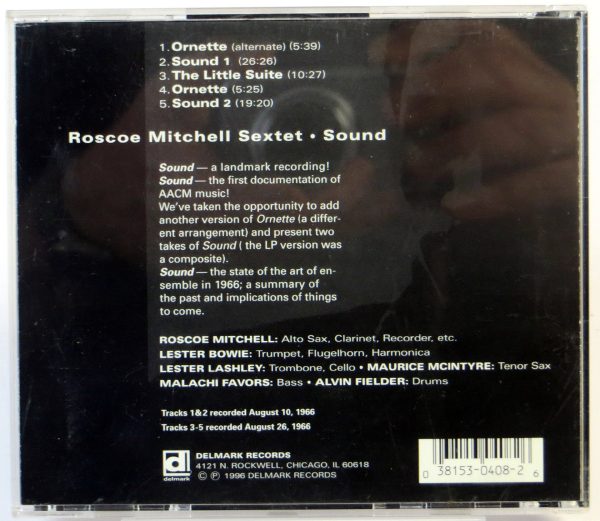 1. Ornette (alternate) (5:39)
2. Sound 1 (26:26)
3. The Little Suite (10:27)
4. Ornette (5:25)
5. Sound 2 (19:20)
Roscoe Mitchell Sextet • Sound
Sound — a landmark recording!
Sound — the first documentation of
AACM music!
We've taken the opportunity to add
another version of Ornette (a differ-
ent arrangement) and present two
takes of Sound ( the LP version was
a composite).
Sound — the state of the art of en-
semble in 1966; a summary of
the past and implications of things
to come.
ROSCOE MITCHELL: Alto Sax, Clarinet, Recorder, etc.
LESTER BOWIE: Trumpet, Flugelhorn, Harmonica
LESTER LASHLEY: Trombone, Cello • MAURICE MCINTYRE: Tenor Sax
MALACHI FAVORS: Bass • ALVIN FIELDER: Drums
Tracks 1&2 recorded August 10, 1966
Tracks 3-5 recorded August 26, 1966
d
delmark
DELMARK RECORDS
4121 N. ROCKWELL, CHICAGO, IL 60618
© Ⓟ 1996 DELMARK RECORDS
0 38153-0408-2 6